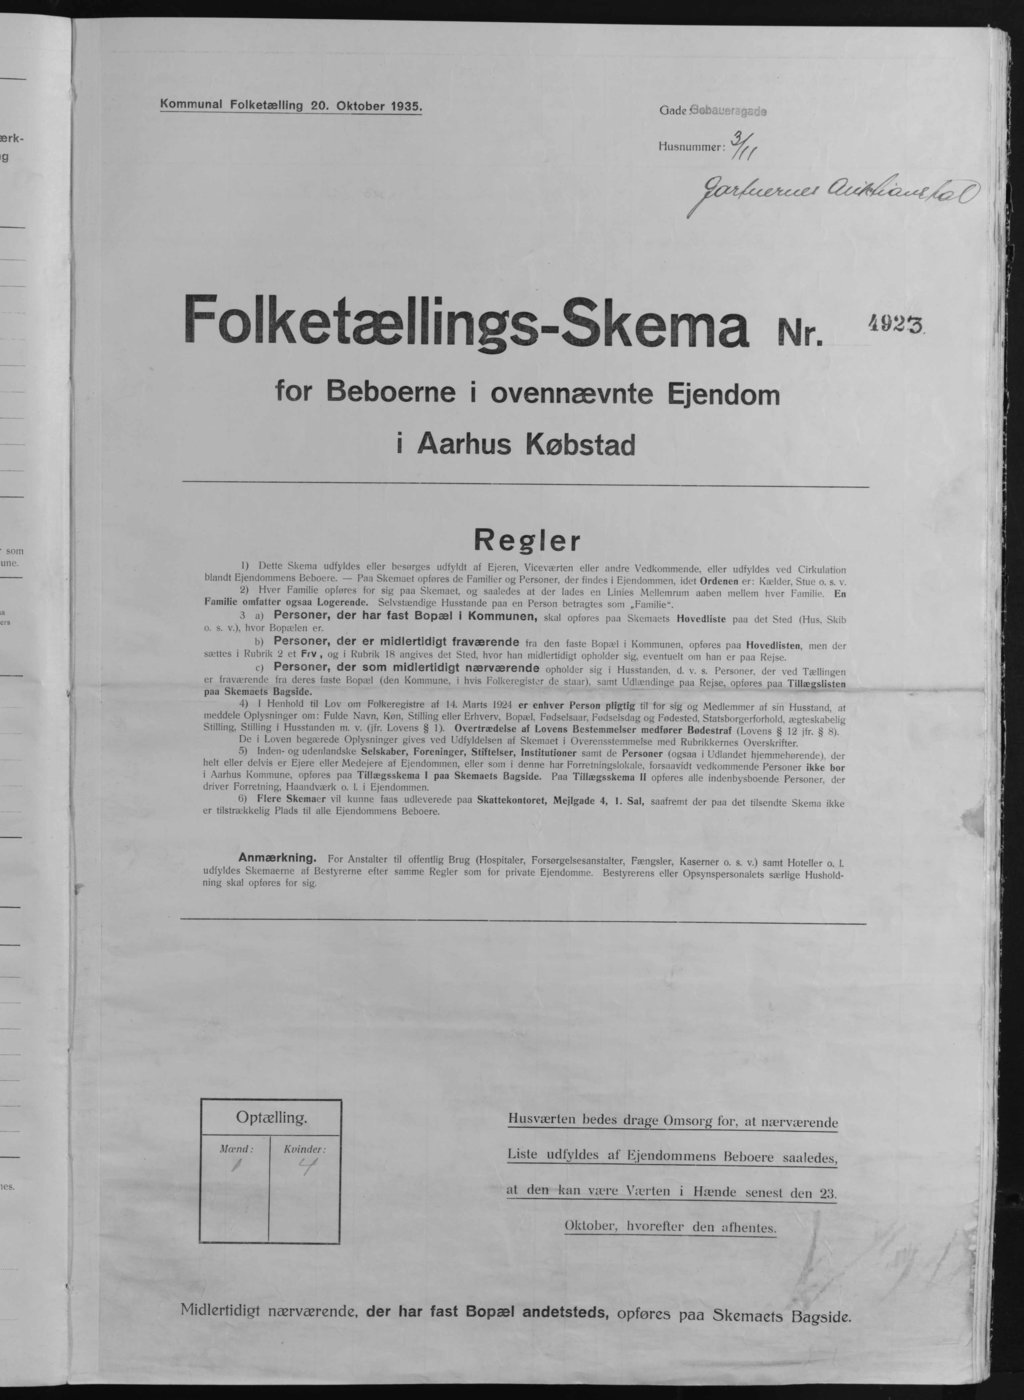 Kommunal Folketælling 20. Oktober 1935.
Gade: Sobauersgade
Husnummer: 3/11
Gartnernes Auktionshal
Folketællings-Skema Nr. 4923.
for Beboerne i ovennævnte Ejendom
i Aarhus Købstad
Regler
1) Dette Skema udfyldes eller besørges udfyldt af Ejeren, Viceværten eller andre Vedkommende, eller udfyldes ved Cirkulation
blandt Ejendommens Beboere. — Paa Skemaet opføres de Familier og Personer, der findes i Ejendommen, idet Ordenen er: Kælder, Stue o. s. v.
2) Hver Familie opføres for sig paa Skemaet, og saaledes at der lades en Linies Mellemrum aaben mellem hver Familie. En
Familie omfatter ogsaa Logerende. Selvstændige Husstande paa en Person betragtes som „Familie“.
3 a) Personer, der har fast Bopæl i Kommunen, skal opføres paa Skemaets Hovedliste paa det Sted (Hus, Skib
o. s. v.), hvor Bopælen er.
b) Personer, der er midlertidigt fraværende fra den faste Bopæl i Kommunen, opføres paa Hovedlisten, men der
sættes i Rubrik 2 et Frv, og i Rubrik 18 angives det Sted, hvor han midlertidigt opholder sig, eventuelt om han er paa Rejse.
c) Personer, der som midlertidigt nærværende opholder sig i Husstanden, d. v. s. Personer, der ved Tællingen
er fraværende fra deres faste Bopæl (den Kommune, i hvis Folkeregister de staar), samt Udlændinge paa Rejse, opføres paa Tillægslisten
paa Skemaets Bagside.
4) I Henhold til Lov om Folkeregistre af 14. Marts 1924 er enhver Person pligtig til for sig og Medlemmer af sin Husstand, at
meddele Oplysninger om: Fulde Navn, Køn, Stilling eller Erhverv, Bopæl, Fødselsaar, Fødselsdag og Fødested, Statsborgerforhold, ægteskabelig
Stilling, Stilling i Husstanden m. v. (jfr. Lovens § 1). Overtrædelse af Lovens Bestemmelser medfører Bødestraf (Lovens § 12 jfr. § 8).
De i Loven begærede Oplysninger gives ved Udfyldelsen af Skemaet i Overensstemmelse med Rubrikkernes Overskrifter.
5) Inden- og udenlandske Selskaber, Foreninger, Stiftelser, Institutioner samt de Personer (ogsaa i Udlandet hjemmehørende), der
helt eller delvis er Ejere eller Medejere af Ejendommen, eller som i denne har Forretningslokale, forsaavidt vedkommende Personer ikke bor
i Aarhus Kommune, opføres paa Tillægsskema I paa Skemaets Bagside. Paa Tillægsskema II opføres alle indenbysboende Personer, der
driver Forretning, Haandværk o. l. i Ejendommen.
6) Flere Skemaer vil kunne faas udleverede paa Skattekontoret, Mejlgade 4, 1. Sal, saafremt der paa det tilsendte Skema ikke
er tilstrækkelig Plads til alle Ejendommens Beboere.
Anmærkning. For Anstalter til offentlig Brug (Hospitaler, Forsørgelsesanstalter, Fængsler, Kaserner o. s. v.) samt Hoteller o. l.
udfyldes Skemaerne af Bestyrerne efter samme Regler som for private Ejendomme. Bestyrerens eller Opsynspersonalets særlige Hushold-
ning skal opføres for sig.
Optælling.
Mænd: Kvinder:
1 4
Husværten bedes drage Omsorg for, at nærværende
Liste udfyldes af Ejendommens Beboere saaledes,
at den kan være Værten i Hænde senest den 23.
Oktober, hvorefter den afhentes.
Midlertidigt nærværende, der har fast Bopæl andetsteds, opføres paa Skemaets Bagside.